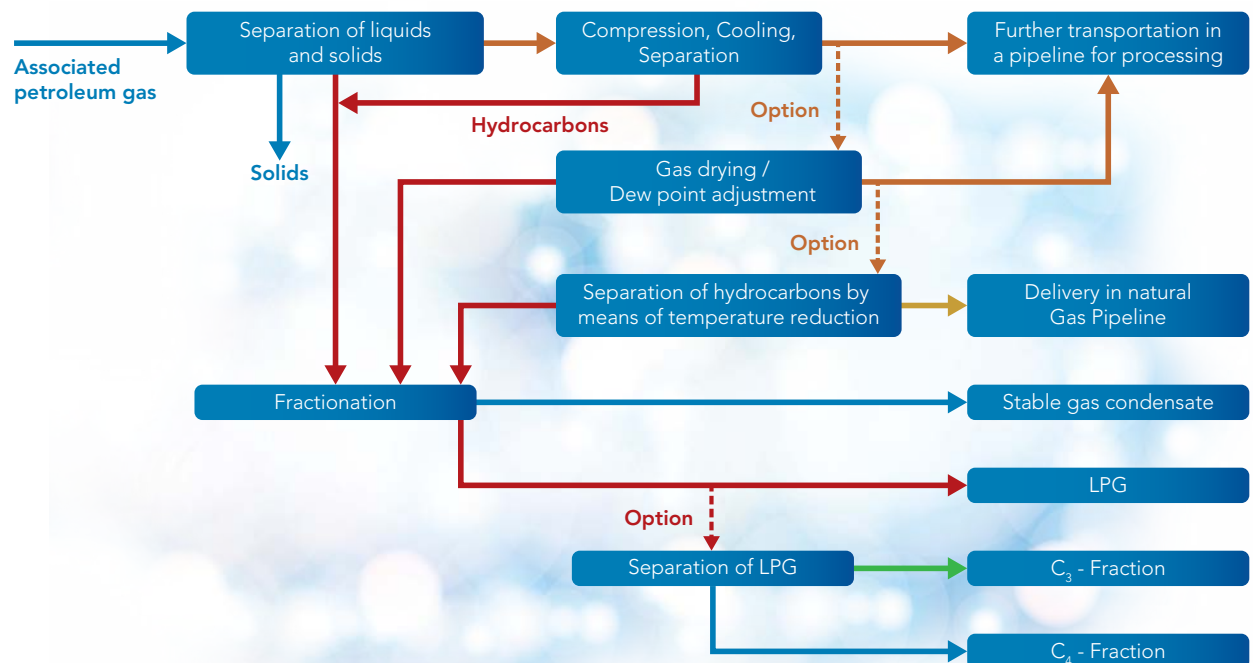 Associated
petroleum gas
Separation of liquids
and solids
Compression, Cooling,
Separation
Further transportation in
a pipeline for processing
Hydrocarbons
Option
Solids
Gas drying /
Dew point adjustment
Option
Separation of hydrocarbons by
means of temperature reduction
Delivery in natural
Gas Pipeline
Fractionation
Stable gas condensate
LPG
Option
Separation of LPG
C₃ - Fraction
C₄ - Fraction